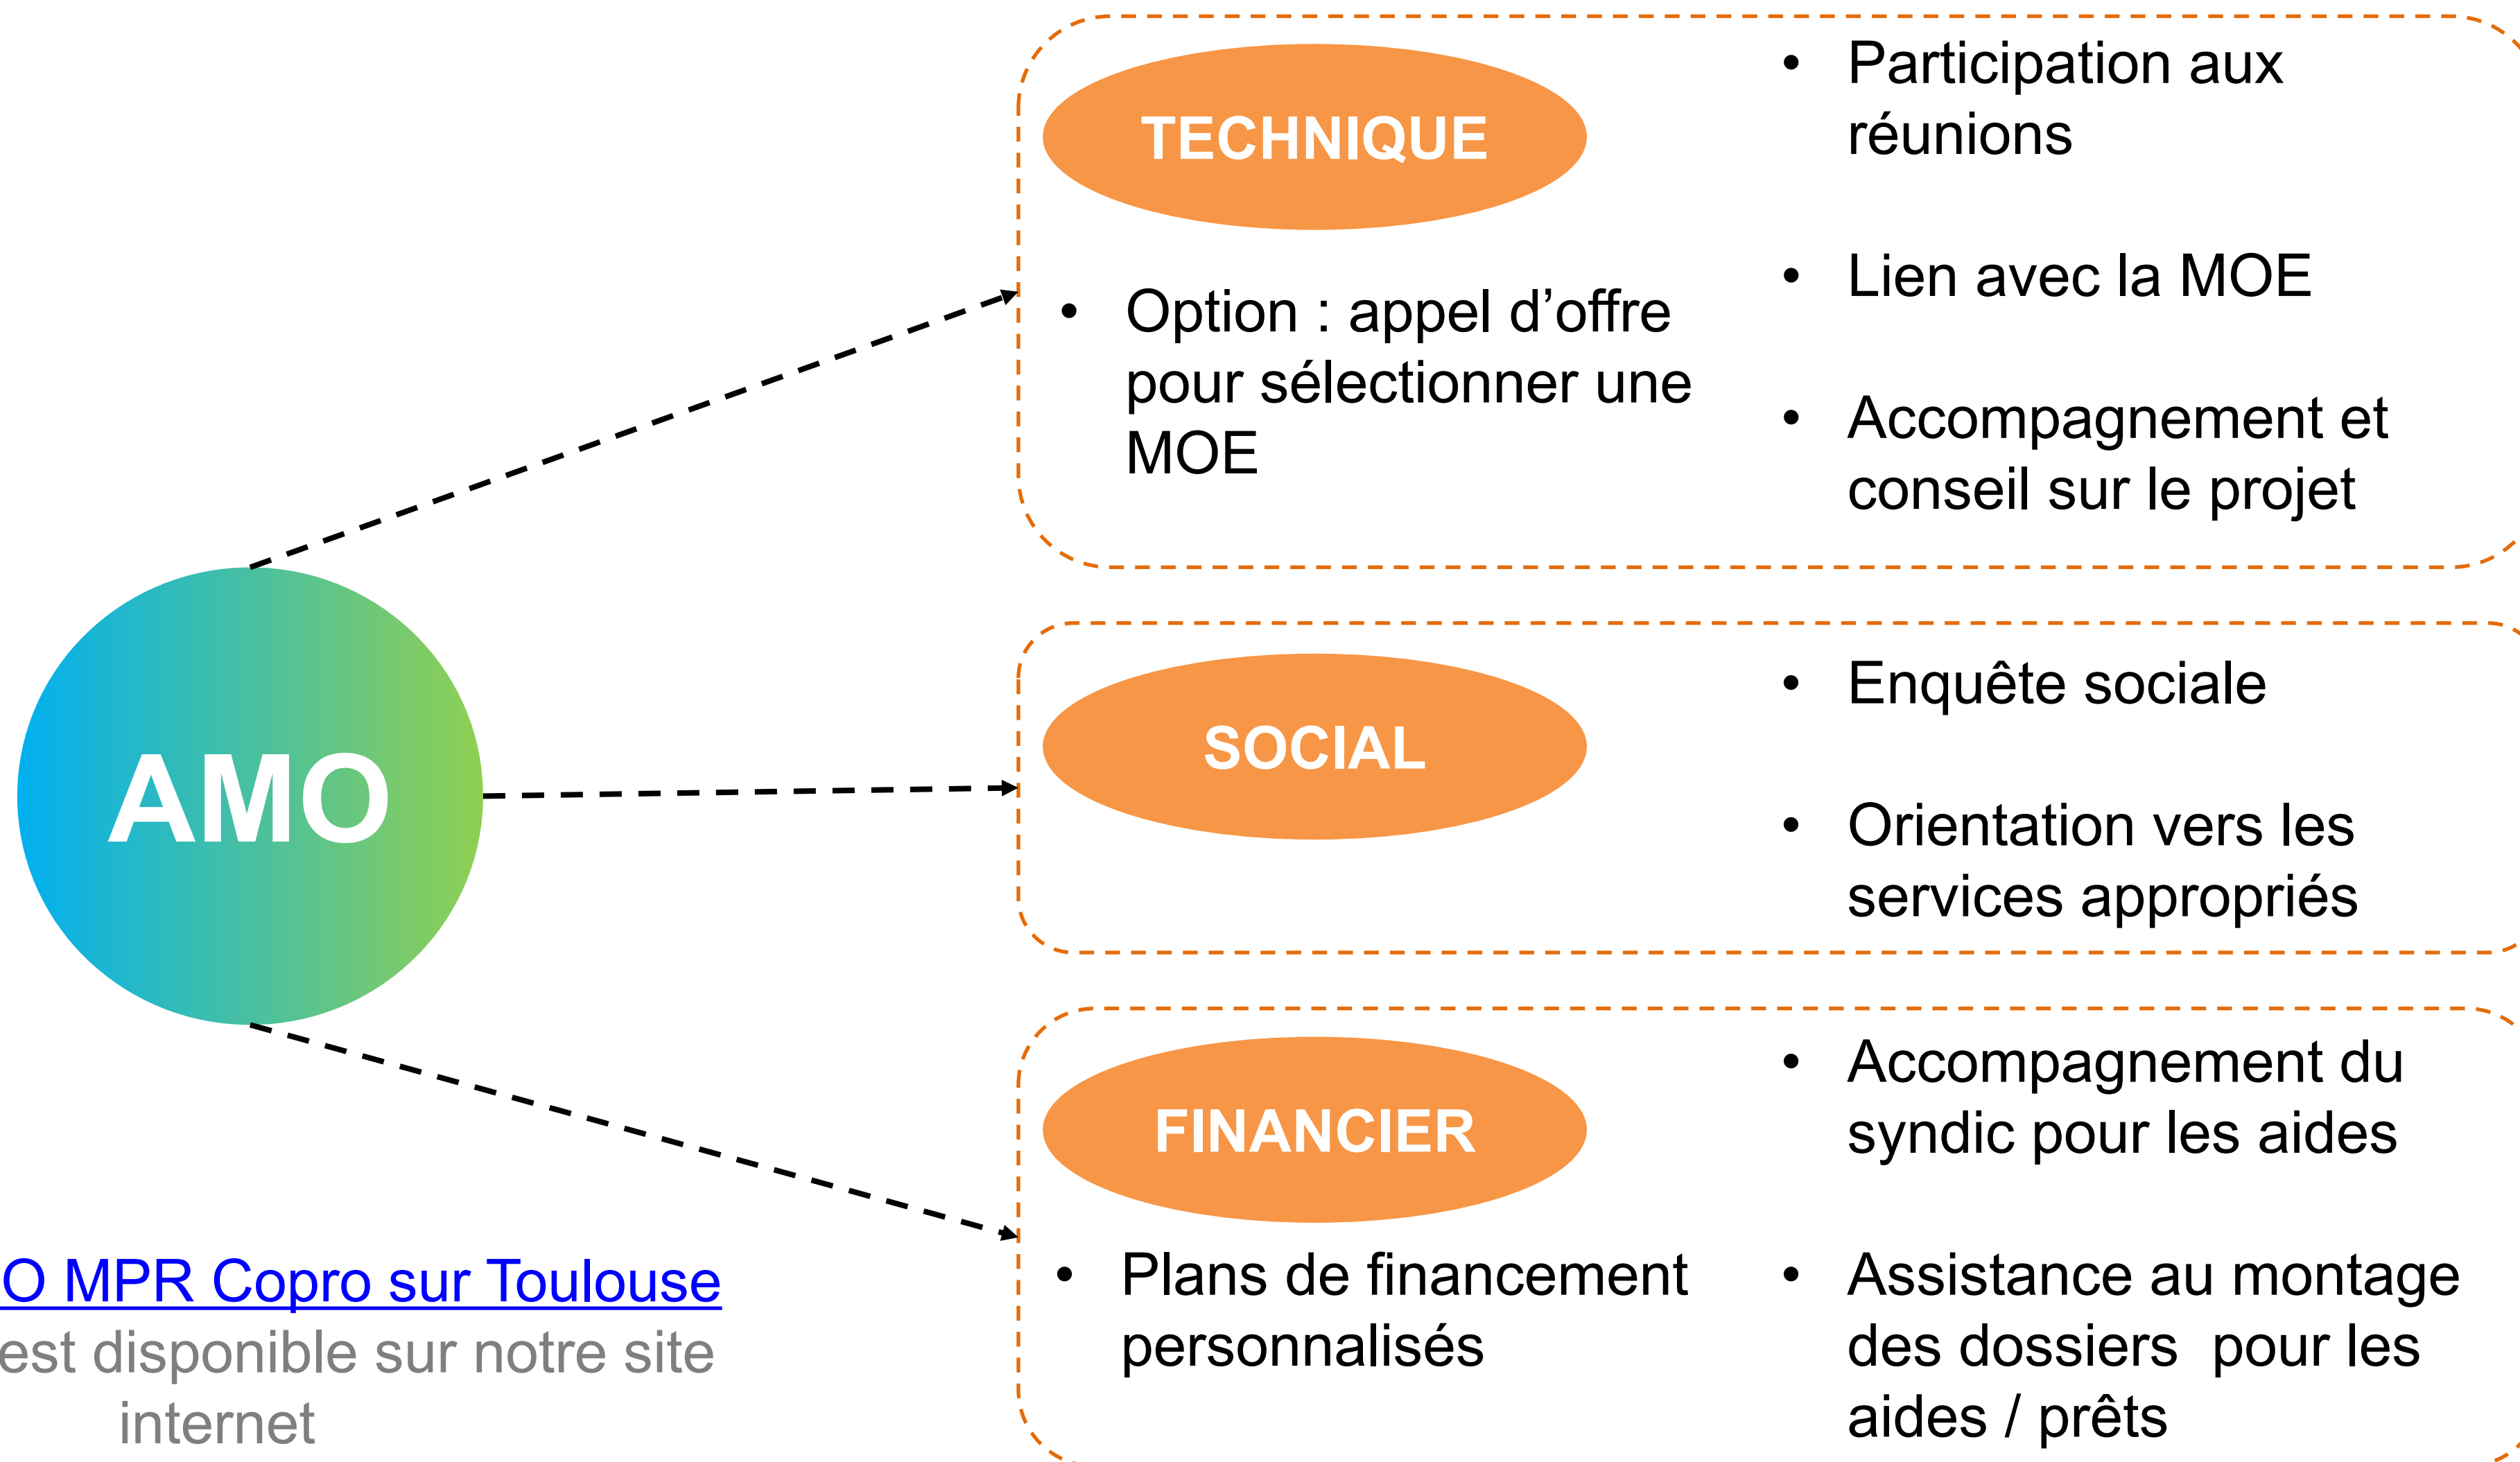 TECHNIQUE
• Option : appel d’offre
pour sélectionner une
MOE
• Participation aux
réunions
• Lien avec la MOE
• Accompagnement et
conseil sur le projet
AMO
SOCIAL
• Enquête sociale
• Orientation vers les
services appropriés
FINANCIER
• Plans de financement
personnalisés
• Accompagnement du
syndic pour les aides
• Assistance au montage
des dossiers  pour les
aides / prêts
O MPR Copro sur Toulouse
est disponible sur notre site
internet